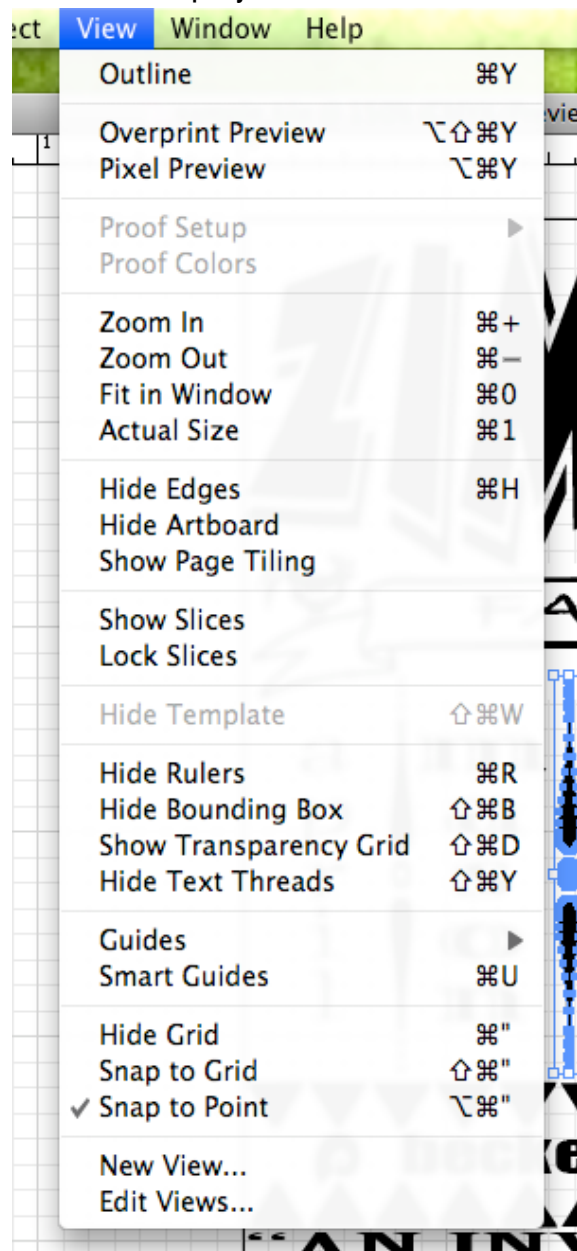 ect View Window Help
Outline ⌘Y
Overprint Preview ⌥⇧⌘Y
Pixel Preview ⌥⌘Y
Proof Setup ▶
Proof Colors
Zoom In ⌘+
Zoom Out ⌘−
Fit in Window ⌘0
Actual Size ⌘1
Hide Edges ⌘H
Hide Artboard
Show Page Tiling
Show Slices
Lock Slices
Hide Template ⇧⌘W
Hide Rulers ⌘R
Hide Bounding Box ⇧⌘B
Show Transparency Grid ⇧⌘D
Hide Text Threads ⇧⌘Y
Guides ▶
Smart Guides ⌘U
Hide Grid ⌘"
Snap to Grid ⇧⌘"
✓ Snap to Point ⌥⌘"
New View...
Edit Views...
“AN INV